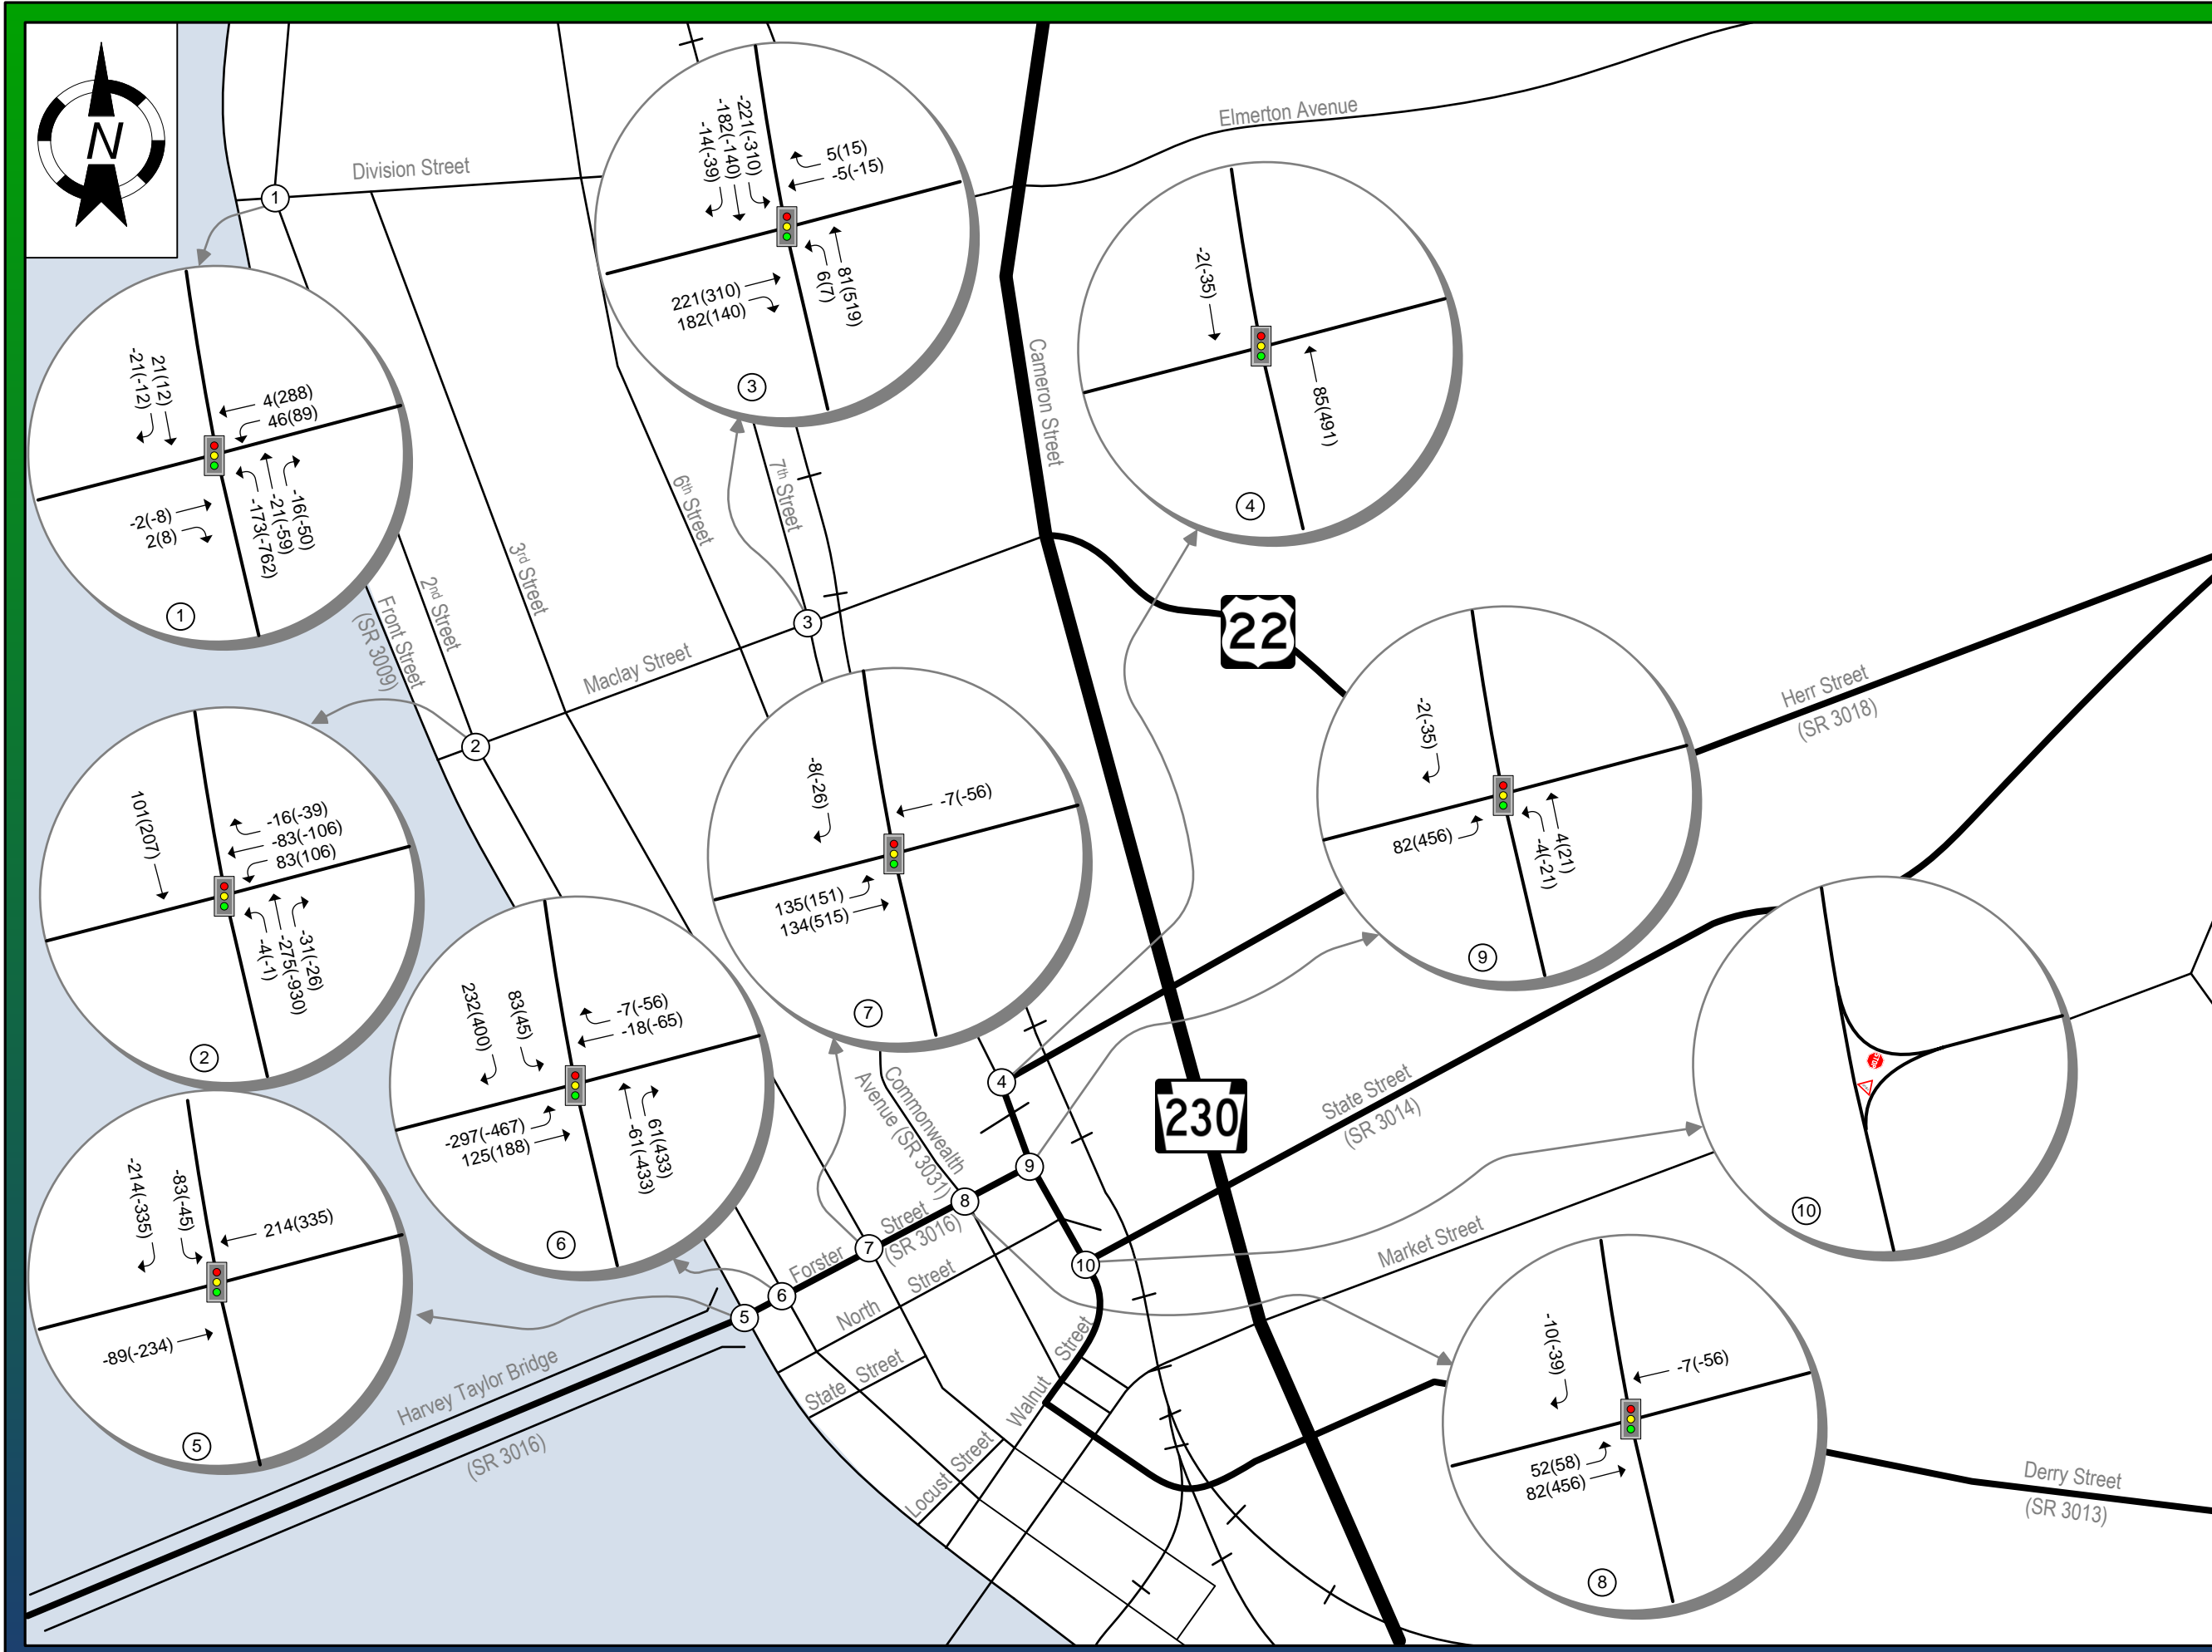 N
Division Street
Elmerton Avenue
1
-221(-310)
-182(-140)
-14(-39)
5(15)
-5(-15)
221(310)
182(140)
81(519)
6(7)
3
-2(-35)
85(491)
4
21(12)
-21(-12)
4(288)
46(89)
-2(-8)
2(8)
-16(-50)
-21(-59)
-173(-762)
1
Cameron Street
7th Street
6th Street
3rd Street
2nd Street
Front Street
(SR 3009)
Maclay Street
2
3
22
Herr Street
(SR 3018)
101(207)
-16(-39)
-83(-106)
83(106)
-31(-26)
-275(-930)
-4(-1)
2
-8(-26)
-7(-56)
135(151)
134(515)
7
-2(-35)
82(456)
4(21)
-4(-21)
9
232(400)
83(45)
-7(-56)
-18(-65)
-297(-467)
125(188)
61(433)
-61(-433)
6
Commonwealth
Avenue (SR 3031)
4
9
8
7
6
5
10
230
State Street
(SR 3014)
10
-214(-335)
-83(-45)
214(335)
-89(-234)
5
Forster Street
(SR 3016)
North Street
State Street
Walnut Street
Locust Street
Market Street
Harvey Taylor Bridge
(SR 3016)
-10(-39)
-7(-56)
52(58)
82(456)
8
Derry Street
(SR 3013)